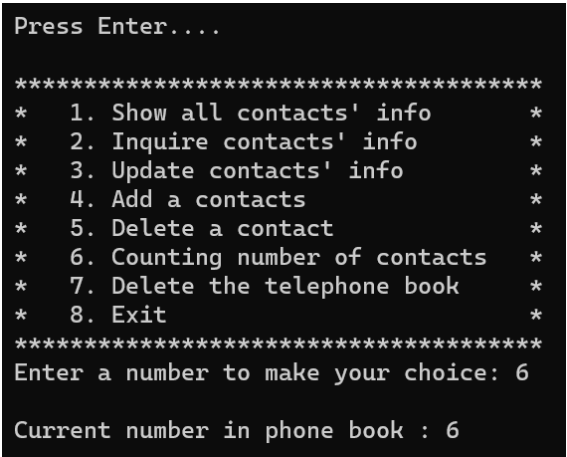 Press Enter....
**************************************
*   1. Show all contacts' info       *
*   2. Inquire contacts' info        *
*   3. Update contacts' info         *
*   4. Add a contacts                *
*   5. Delete a contact              *
*   6. Counting number of contacts   *
*   7. Delete the telephone book     *
*   8. Exit                          *
**************************************
Enter a number to make your choice: 6
Current number in phone book : 6